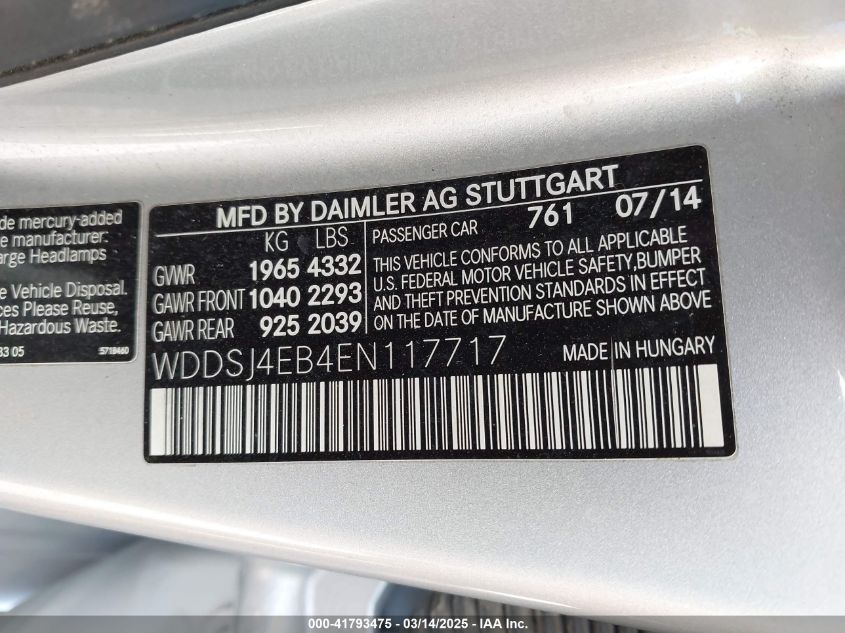 de mercury-added
e manufacturer:
arge Headlamps
e Vehicle Disposal.
ces Please Reuse,
Hazardous Waste.
33 05 5718460
MFD BY DAIMLER AG STUTTGART
KG LBS
GVWR 1965 4332
GAWR FRONT 1040 2293
GAWR REAR 925 2039
PASSENGER CAR 761 07/14
THIS VEHICLE CONFORMS TO ALL APPLICABLE
U.S. FEDERAL MOTOR VEHICLE SAFETY,BUMPER
AND THEFT PREVENTION STANDARDS IN EFFECT
ON THE DATE OF MANUFACTURE SHOWN ABOVE
WDDSJ4EB4EN117717 MADE IN HUNGARY
000-41793475 - 03/14/2025 - IAA Inc.